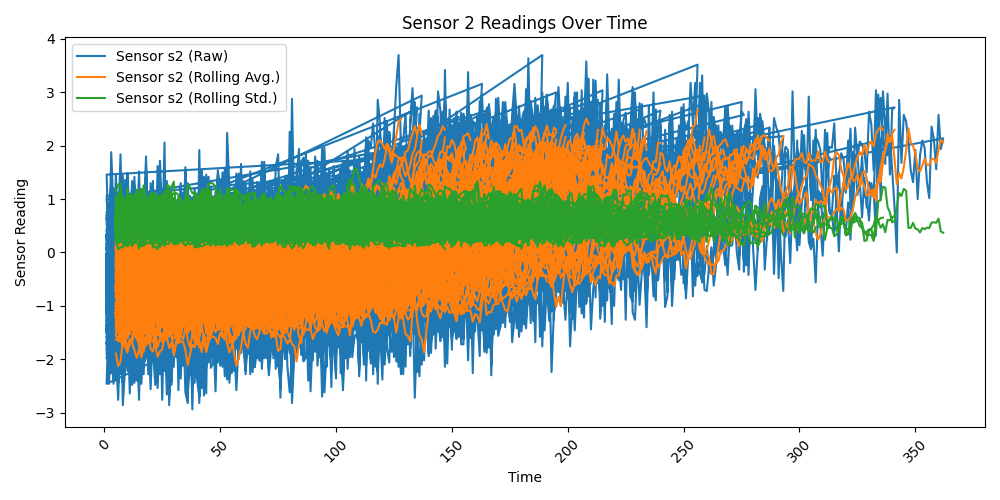 Sensor 2 Readings Over Time
Sensor s2 (Raw)
Sensor s2 (Rolling Avg.)
Sensor s2 (Rolling Std.)
4
3
2
1
0
−1
−2
−3
Sensor Reading
0
50
100
150
200
250
300
350
Time